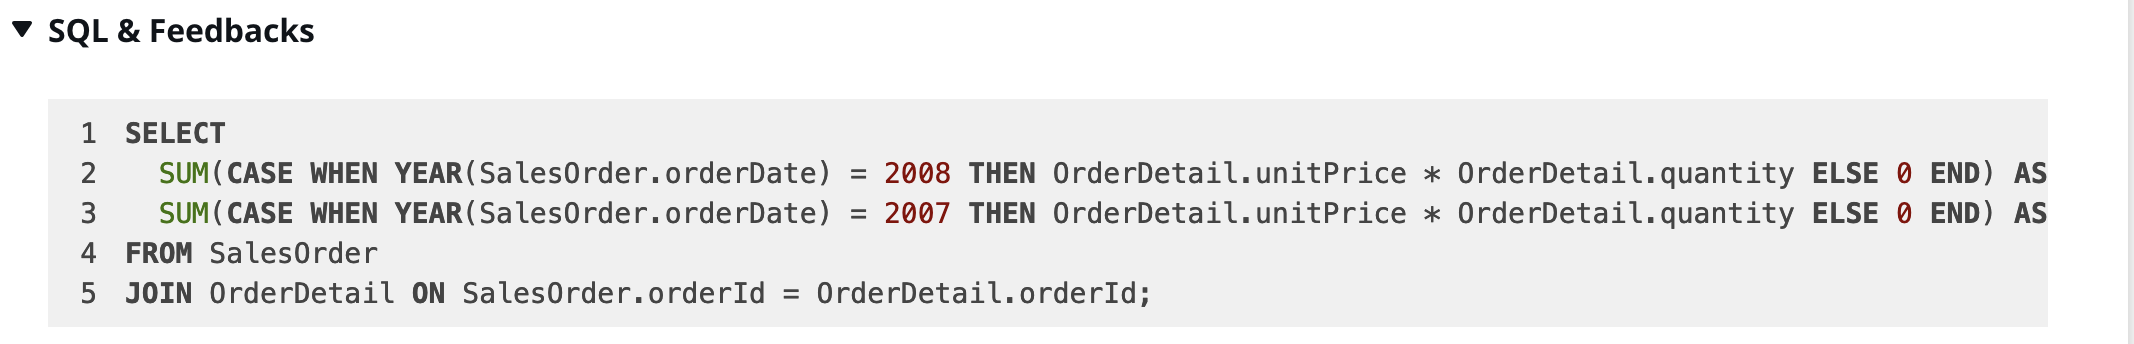 ▼ SQL & Feedbacks
1 SELECT
2   SUM(CASE WHEN YEAR(SalesOrder.orderDate) = 2008 THEN OrderDetail.unitPrice * OrderDetail.quantity ELSE 0 END) AS
3   SUM(CASE WHEN YEAR(SalesOrder.orderDate) = 2007 THEN OrderDetail.unitPrice * OrderDetail.quantity ELSE 0 END) AS
4 FROM SalesOrder
5 JOIN OrderDetail ON SalesOrder.orderId = OrderDetail.orderId;